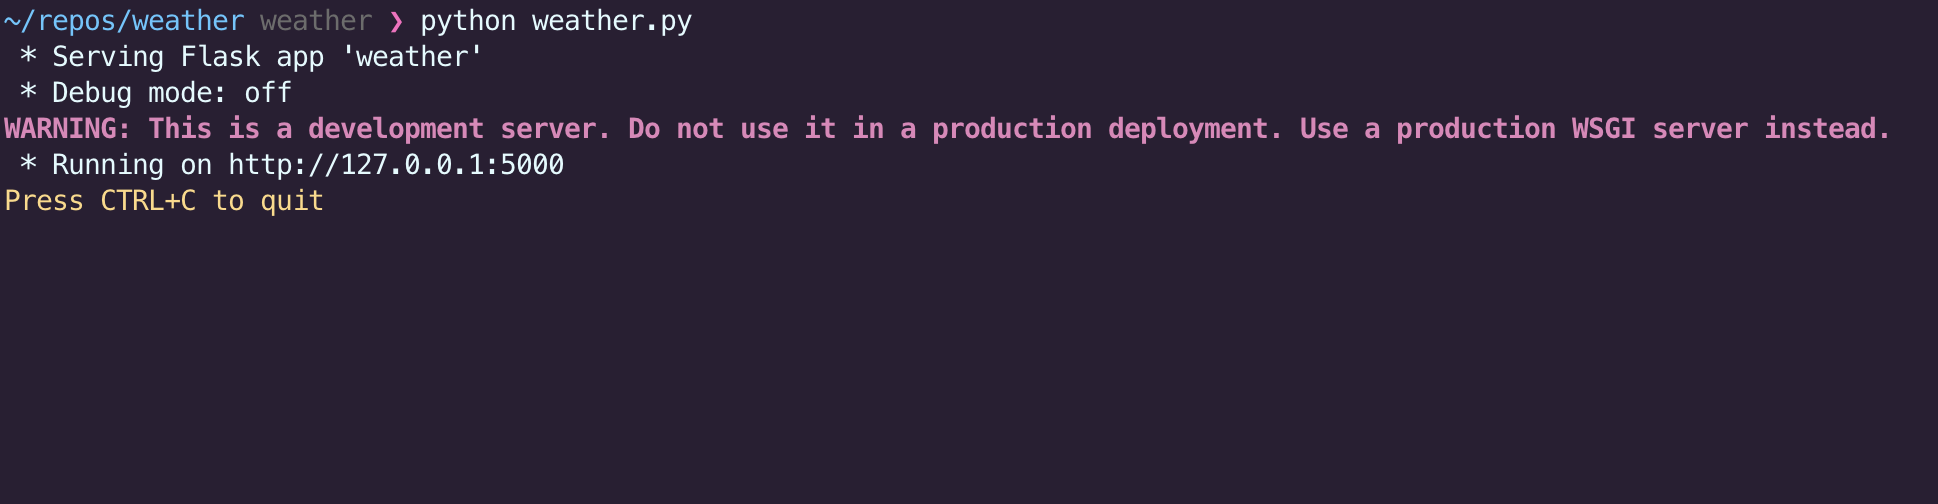 ~/repos/weather weather ❯ python weather.py
 * Serving Flask app 'weather'
 * Debug mode: off
WARNING: This is a development server. Do not use it in a production deployment. Use a production WSGI server instead.
 * Running on http://127.0.0.1:5000
Press CTRL+C to quit